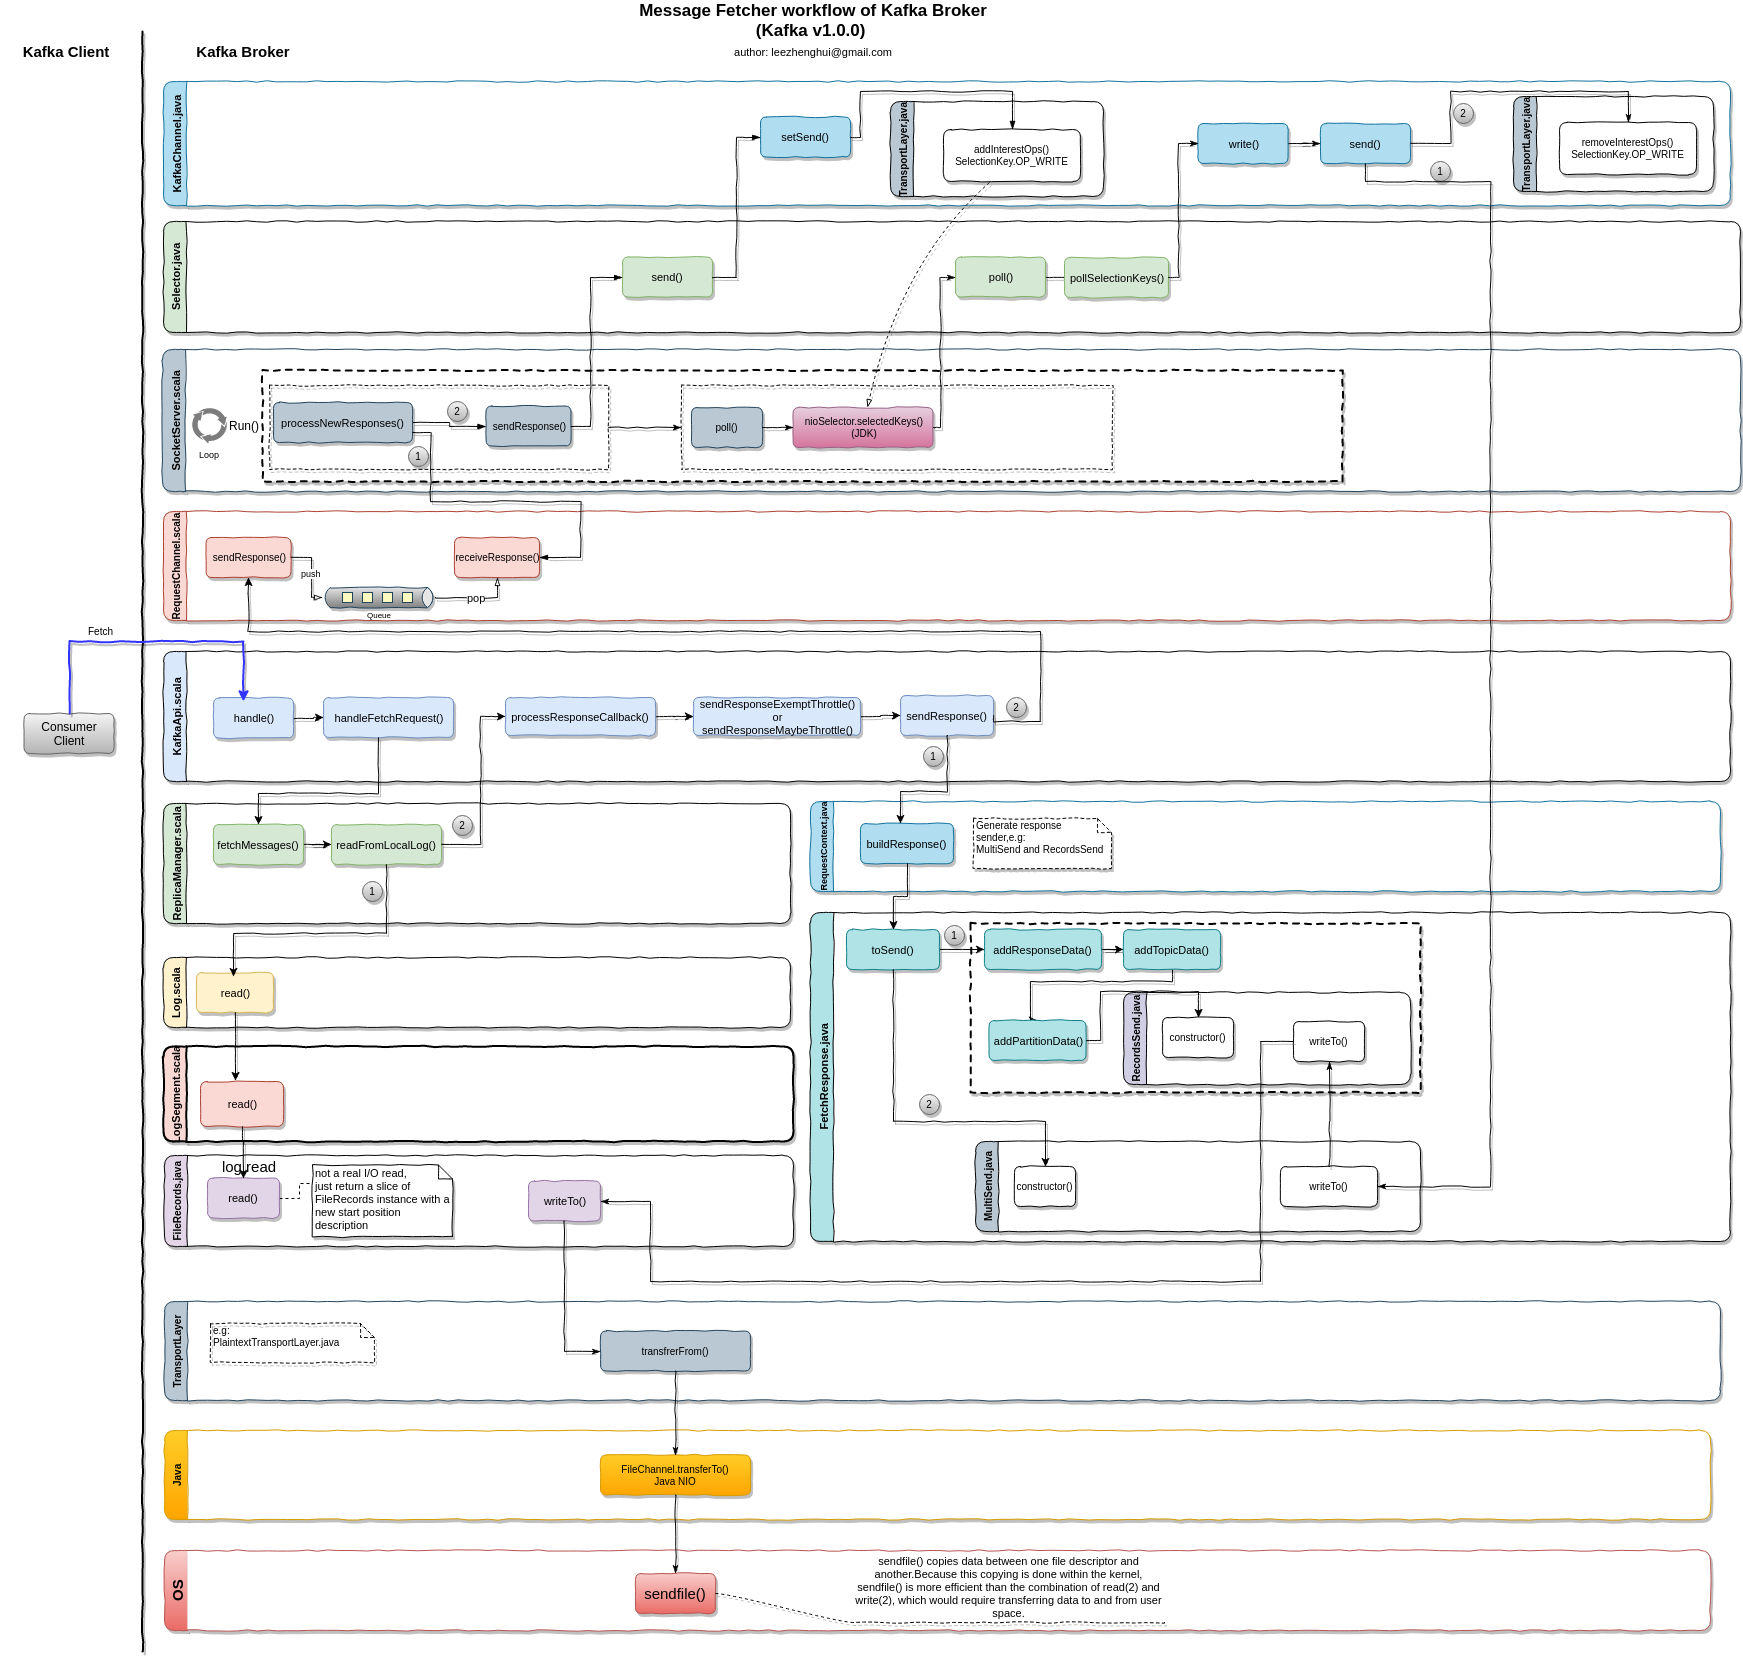 Message Fetcher workflow of Kafka Broker
(Kafka v1.0.0)
author: leezhenghui@gmail.com
Kafka Client
Kafka Broker
KafkaChannel.java
setSend()
TransportLayer.java
addInterestOps()
SelectionKey.OP_WRITE
write()
send()
2
1
TransportLayer.java
removeInterestOps()
SelectionKey.OP_WRITE
Selector.java
send()
poll()
pollSelectionKeys()
SocketServer.scala
Loop
Run()
processNewResponses()
2
1
sendResponse()
poll()
nioSelector.selectedKeys()
(JDK)
RequestChannel.scala
sendResponse()
push
Queue
pop
receiveResponse()
Fetch
Consumer
Client
KafkaApi.scala
handle()
handleFetchRequest()
processResponseCallback()
sendResponseExemptThrottle()
or
sendResponseMaybeThrottle()
sendResponse()
2
1
ReplicaManager.scala
fetchMessages()
readFromLocalLog()
2
1
RequestContext.java
buildResponse()
Generate response
sender,e.g:
MultiSend and RecordsSend
Log.scala
read()
LogSegment.scala
read()
FileRecords.java
log.read
read()
not a real I/O read,
just return a slice of
FileRecords instance with a
new start position
description
writeTo()
FetchResponse.java
toSend()
1
addResponseData()
addTopicData()
addPartitionData()
RecordsSend.java
constructor()
writeTo()
2
MultiSend.java
constructor()
writeTo()
TransportLayer
e.g:
PlaintextTransportLayer.java
transfrerFrom()
Java
FileChannel.transferTo()
Java NIO
OS
sendfile()
sendfile() copies data between one file descriptor and
another.Because this copying is done within the kernel,
sendfile() is more efficient than the combination of read(2) and
write(2), which would require transferring data to and from user
space.